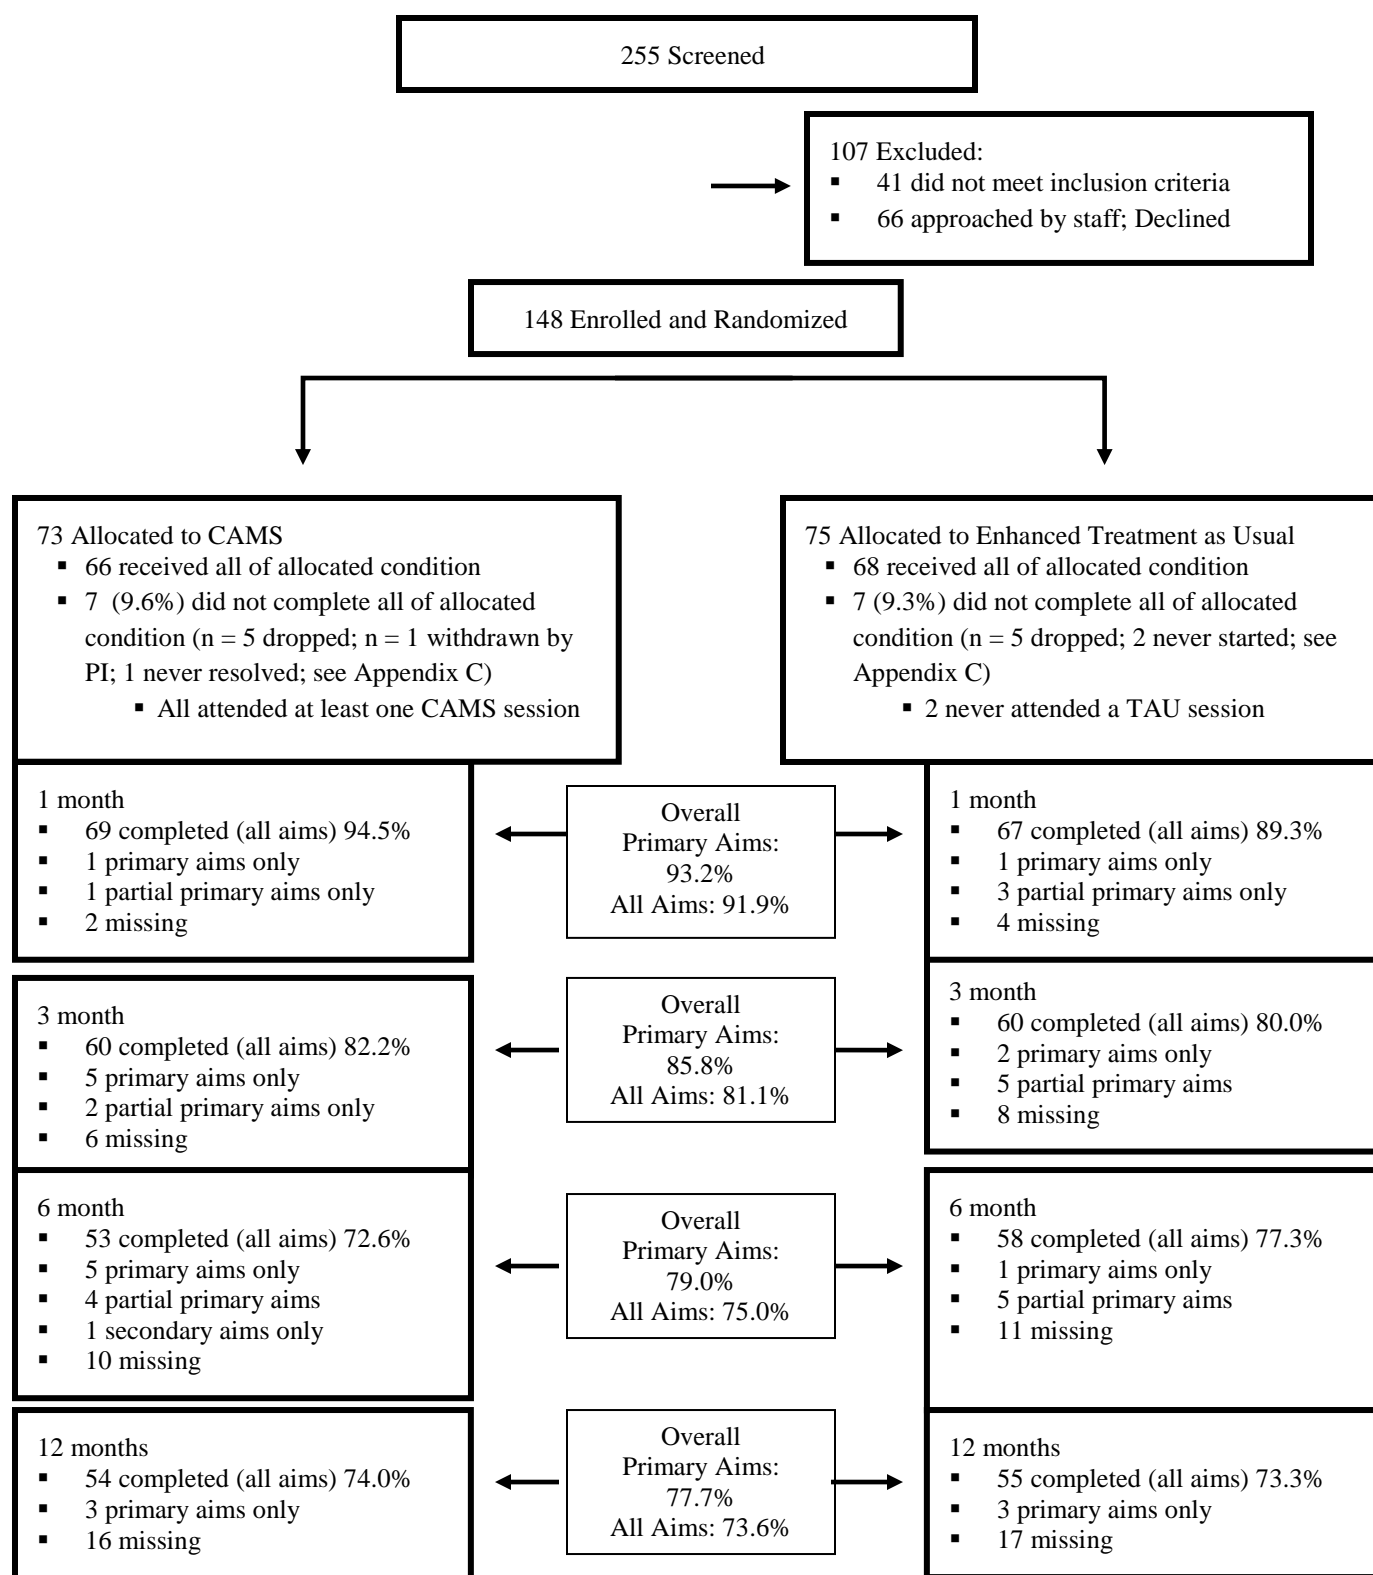 255 Screened
107 Excluded:
▪ 41 did not meet inclusion criteria
▪ 66 approached by staff; Declined
148 Enrolled and Randomized
73 Allocated to CAMS
▪ 66 received all of allocated condition
▪ 7 (9.6%) did not complete all of allocated
condition (n = 5 dropped; n = 1 withdrawn by
PI; 1 never resolved; see Appendix C)
▪ All attended at least one CAMS session
75 Allocated to Enhanced Treatment as Usual
▪ 68 received all of allocated condition
▪ 7 (9.3%) did not complete all of allocated
condition (n = 5 dropped; 2 never started; see
Appendix C)
▪ 2 never attended a TAU session
1 month
▪ 69 completed (all aims) 94.5%
▪ 1 primary aims only
▪ 1 partial primary aims only
▪ 2 missing
Overall
Primary Aims:
93.2%
All Aims: 91.9%
1 month
▪ 67 completed (all aims) 89.3%
▪ 1 primary aims only
▪ 3 partial primary aims only
▪ 4 missing
3 month
▪ 60 completed (all aims) 82.2%
▪ 5 primary aims only
▪ 2 partial primary aims only
▪ 6 missing
Overall
Primary Aims:
85.8%
All Aims: 81.1%
3 month
▪ 60 completed (all aims) 80.0%
▪ 2 primary aims only
▪ 5 partial primary aims
▪ 8 missing
6 month
▪ 53 completed (all aims) 72.6%
▪ 5 primary aims only
▪ 4 partial primary aims
▪ 1 secondary aims only
▪ 10 missing
Overall
Primary Aims:
79.0%
All Aims: 75.0%
6 month
▪ 58 completed (all aims) 77.3%
▪ 1 primary aims only
▪ 5 partial primary aims
▪ 11 missing
12 months
▪ 54 completed (all aims) 74.0%
▪ 3 primary aims only
▪ 16 missing
Overall
Primary Aims:
77.7%
All Aims: 73.6%
12 months
▪ 55 completed (all aims) 73.3%
▪ 3 primary aims only
▪ 17 missing